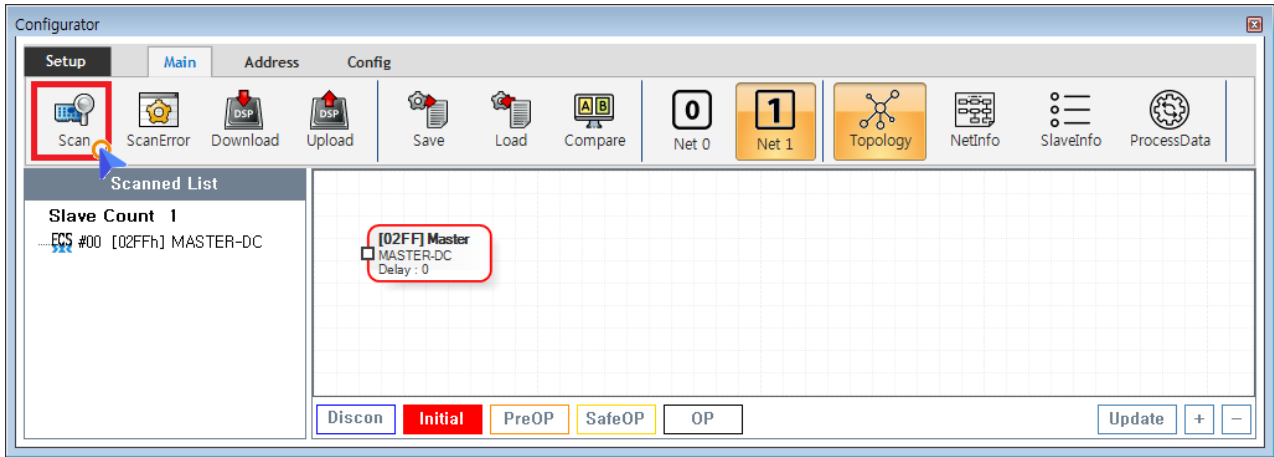 Configurator
Setup Main Address Config
Scan ScanError Download Upload Save Load Compare Net 0 Net 1 Topology NetInfo SlaveInfo ProcessData
DSP DSP A B 0 1
Scanned List
Slave Count 1
ECS #00 [02FFh] MASTER-DC
[02FF] Master
MASTER-DC
Delay : 0
Discon Initial PreOP SafeOP OP Update + −